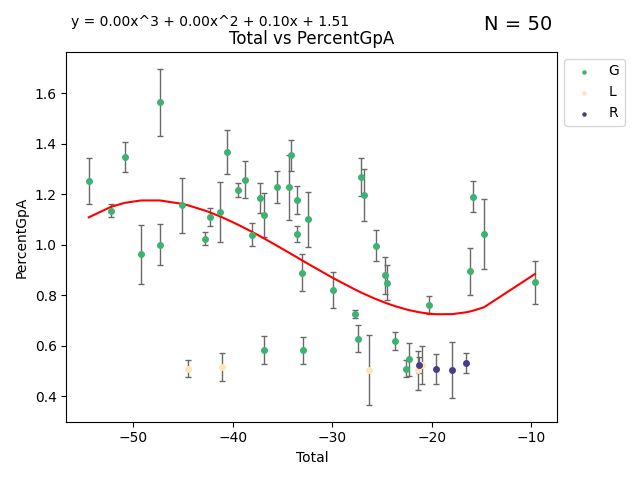 y = 0.00x^3 + 0.00x^2 + 0.10x + 1.51
N = 50
Total vs PercentGpA
G
L
R
PercentGpA
1.6
1.4
1.2
1.0
0.8
0.6
0.4
−50
−40
−30
−20
−10
Total